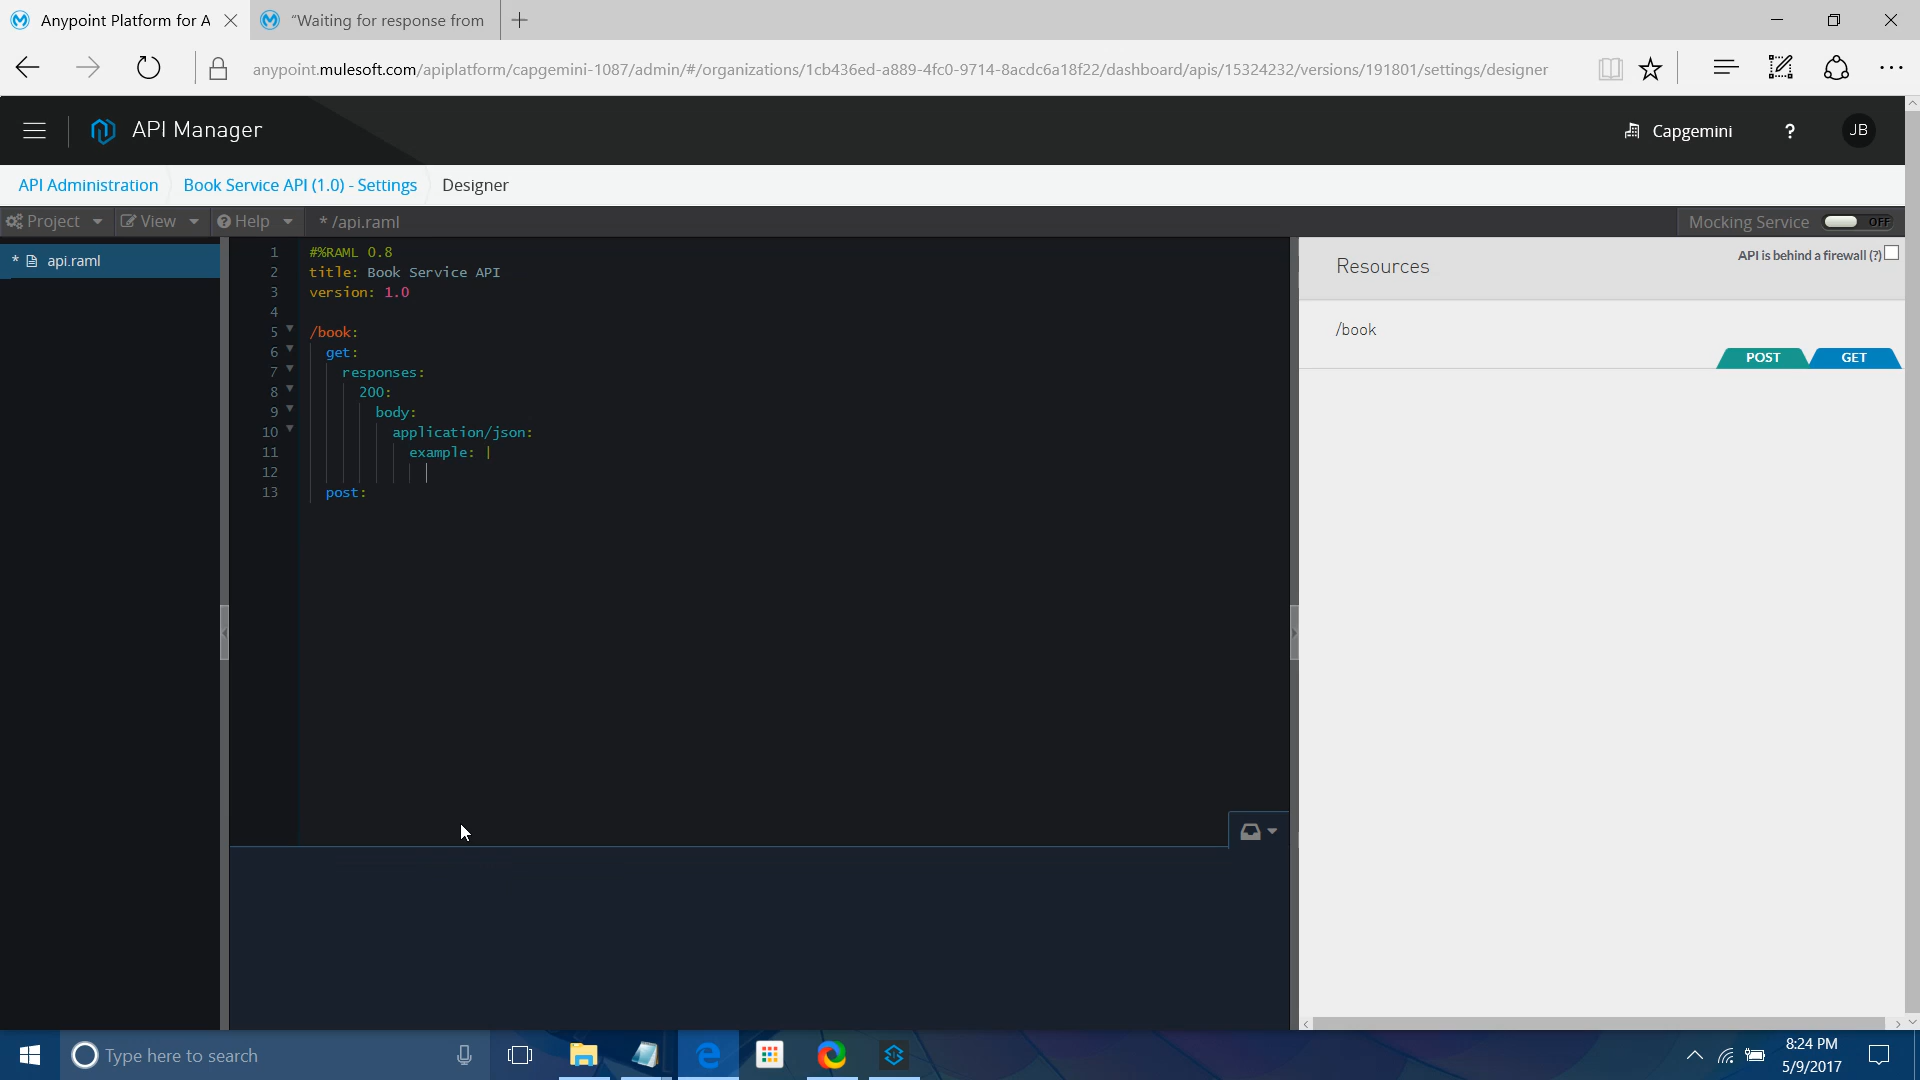 Anypoint Platform for A
"Waiting for response from
anypoint.mulesoft.com/apiplatform/capgemini-1087/admin/#/organizations/1cb436ed-a889-4fc0-9714-8acdc6a18f22/dashboard/apis/15324232/versions/191801/settings/designer
API Manager
Capgemini
?
JB
API Administration
Book Service API (1.0) - Settings
Designer
Project
View
Help
* /api.raml
Mocking Service
OFF
* api.raml
1 #%RAML 0.8
2 title: Book Service API
3 version: 1.0
4
5 /book:
6 get:
7 responses:
8 200:
9 body:
10 application/json:
11 example: |
12
13 post:
Resources
API is behind a firewall (?)
/book
POST
GET
Type here to search
8:24 PM
5/9/2017